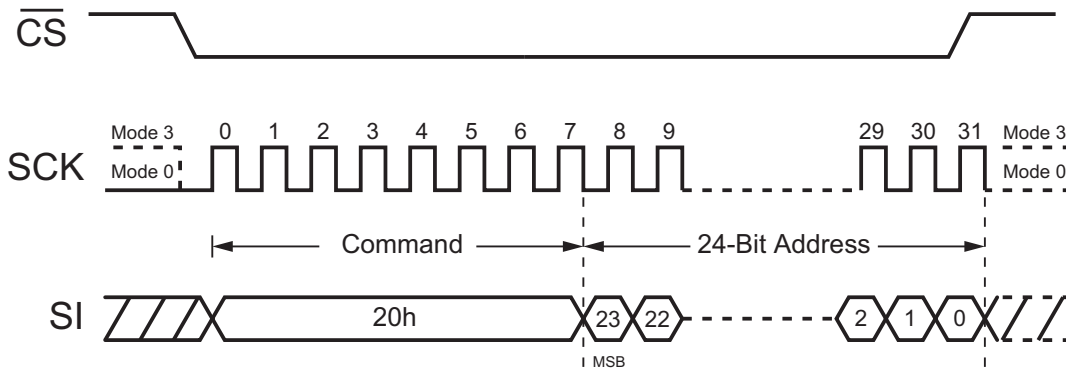 CS
Mode 3 0 1 2 3 4 5 6 7 8 9 29 30 31 Mode 3
SCK
Mode 0 Mode 0
Command 24-Bit Address
SI 20h 23 22 2 1 0
MSB